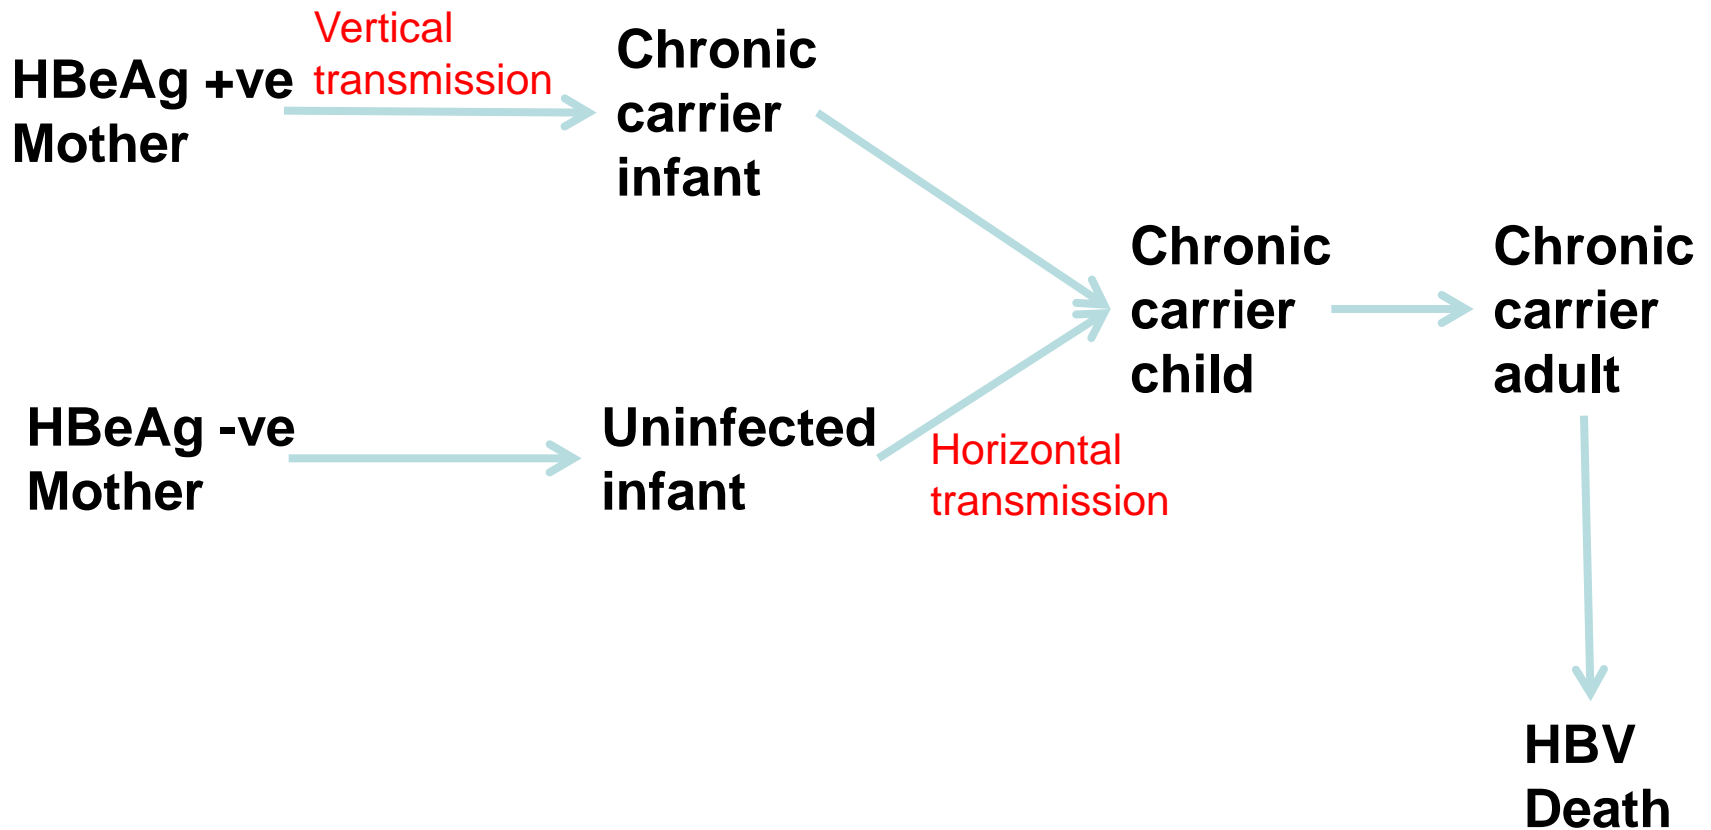 HBeAg +ve
Mother
Vertical
transmission
Chronic
carrier
infant
HBeAg -ve
Mother
Uninfected
infant
Horizontal
transmission
Chronic
carrier
child
Chronic
carrier
adult
HBV
Death